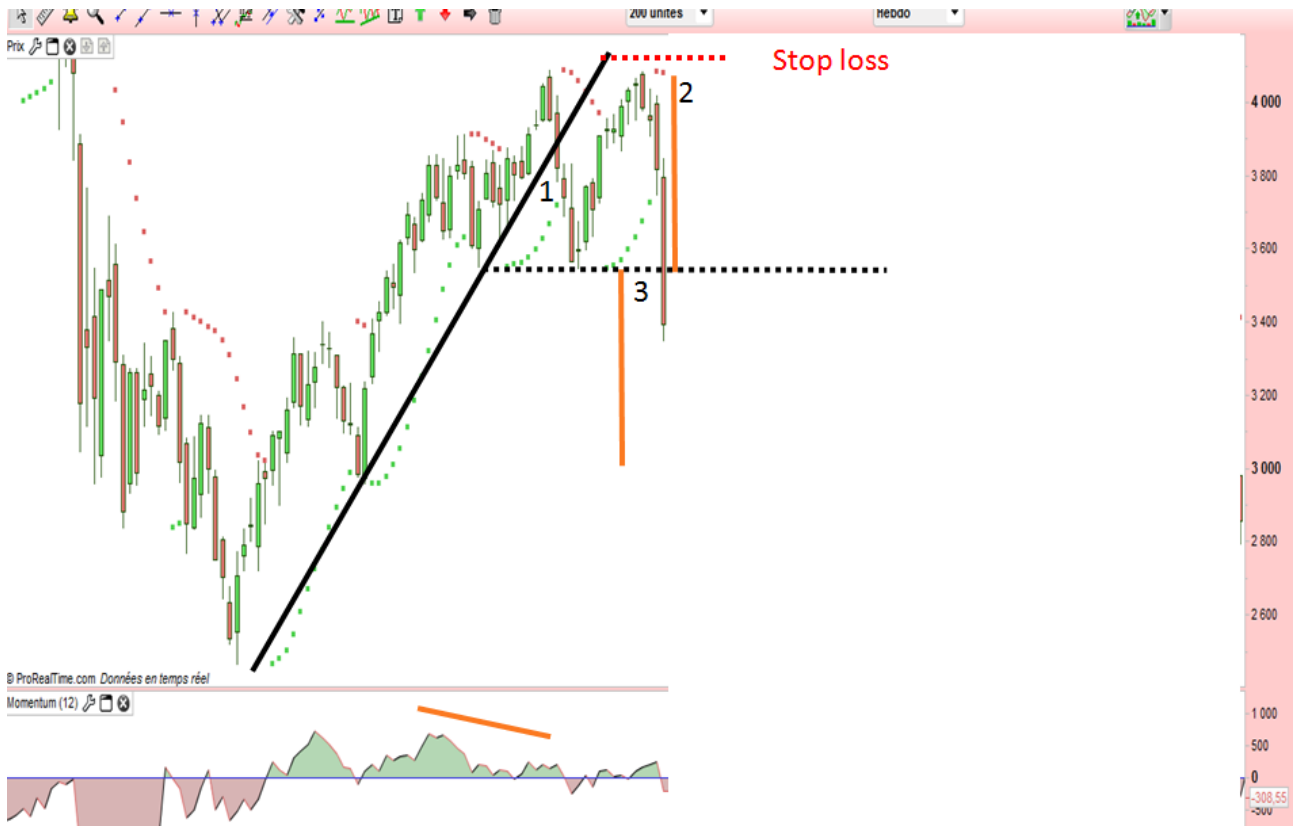 200 unités
Hebdo
Prix
Stop loss
2
1
3
4 000
3 800
3 600
3 400
3 200
3 000
2 800
2 600
© ProRealTime.com Données en temps réel
Momentum (12)
1 000
500
0
-308,55
-500